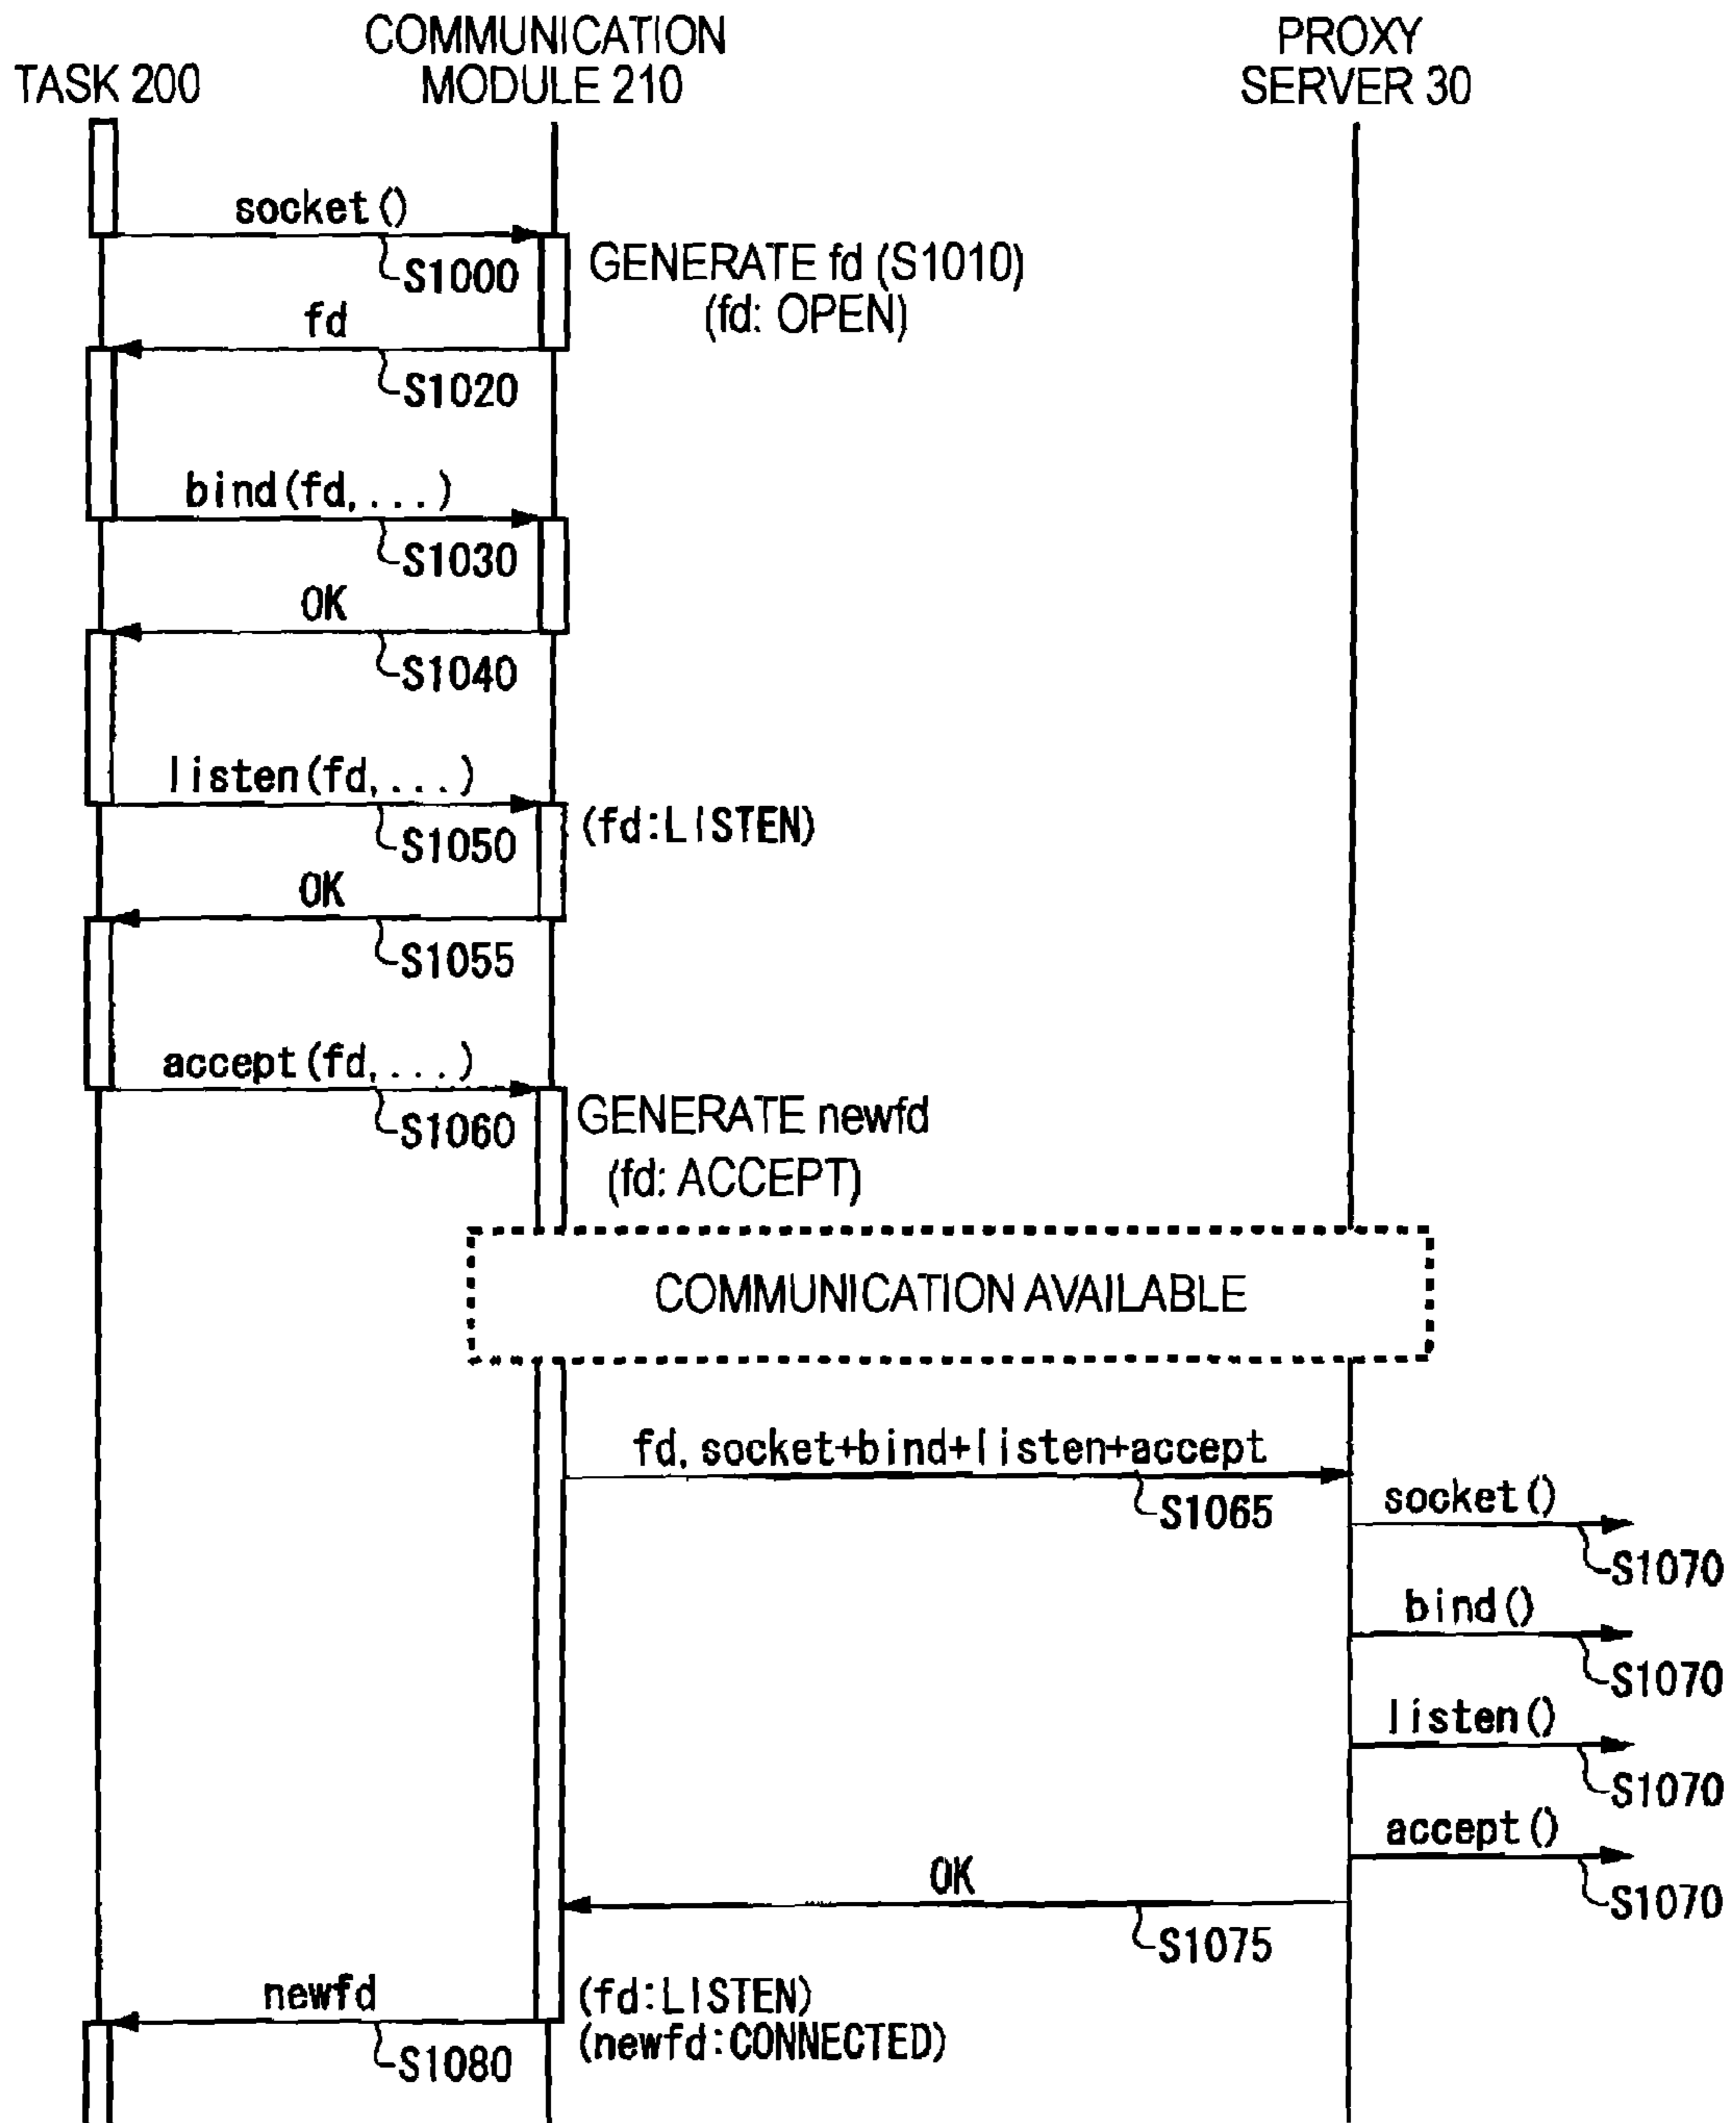 COMMUNICATION
MODULE 210
PROXY
SERVER 30
TASK 200
socket()
S1000
GENERATE fd (S1010)
(fd: OPEN)
fd
S1020
bind(fd,...)
S1030
OK
S1040
listen(fd,...)
S1050
(fd:LISTEN)
OK
S1055
accept(fd,...)
S1060
GENERATE newfd
(fd: ACCEPT)
COMMUNICATION AVAILABLE
fd, socket+bind+listen+accept
S1065
socket()
S1070
bind()
S1070
listen()
S1070
accept()
S1070
OK
S1075
newfd
S1080
(fd:LISTEN)
(newfd:CONNECTED)